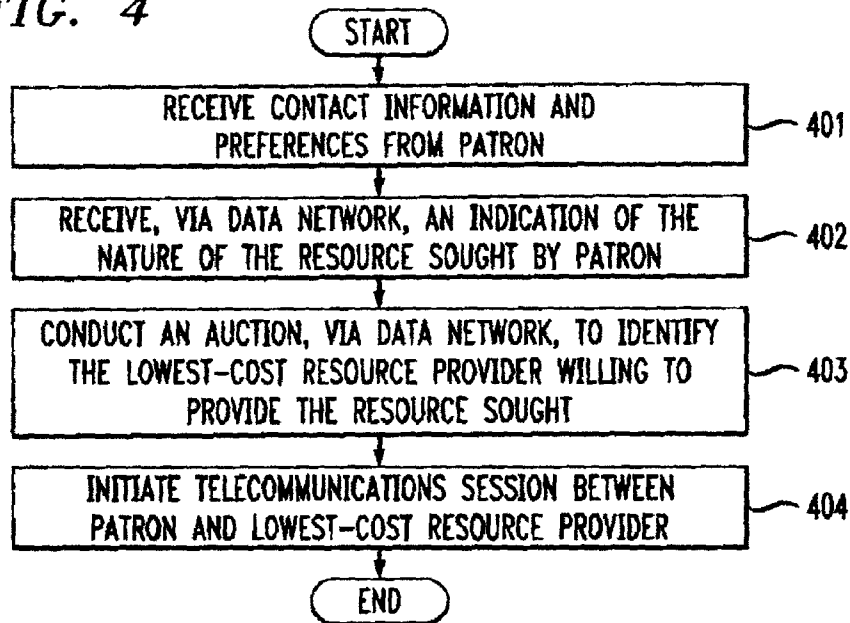 FIG. 4
START
RECEIVE CONTACT INFORMATION AND
PREFERENCES FROM PATRON
401
RECEIVE, VIA DATA NETWORK, AN INDICATION OF THE
NATURE OF THE RESOURCE SOUGHT BY PATRON
402
CONDUCT AN AUCTION, VIA DATA NETWORK, TO IDENTIFY
THE LOWEST-COST RESOURCE PROVIDER WILLING TO
PROVIDE THE RESOURCE SOUGHT
403
INITIATE TELECOMMUNICATIONS SESSION BETWEEN
PATRON AND LOWEST-COST RESOURCE PROVIDER
404
END